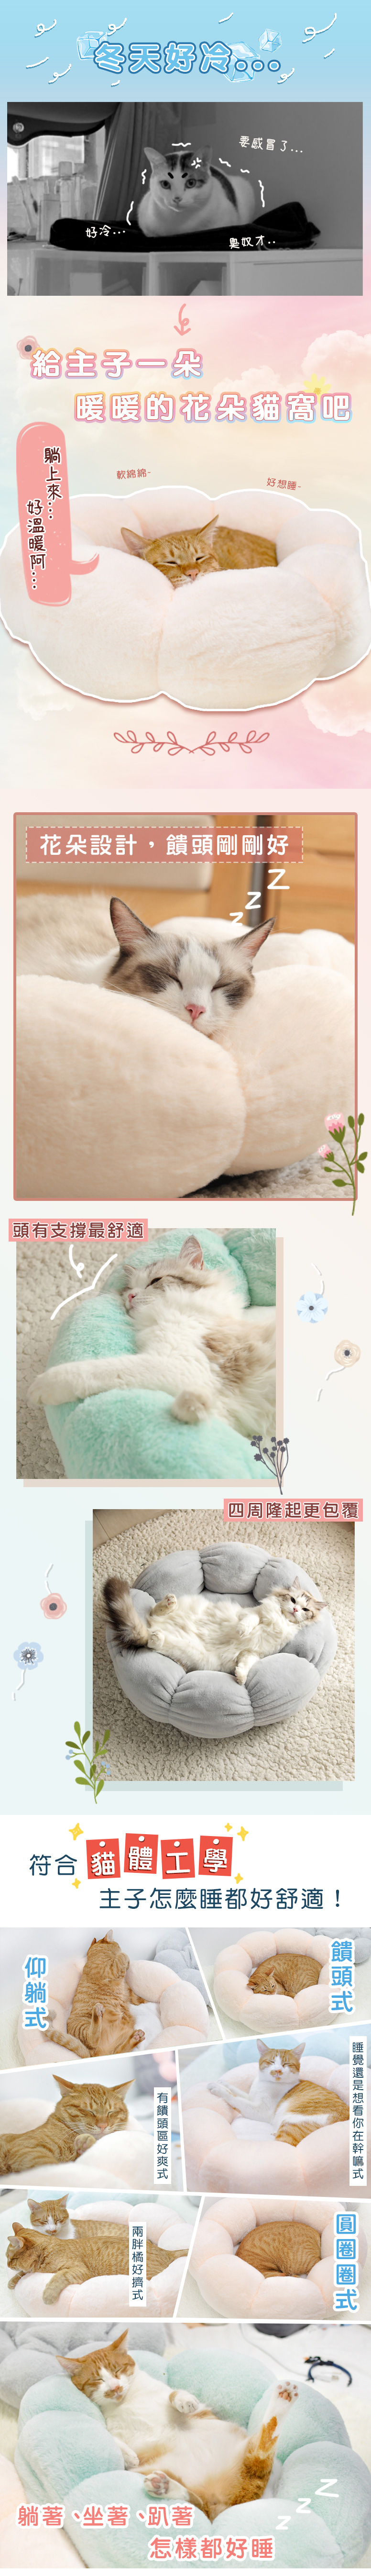 冬天好冷...
要感冒了...
好冷...
臭奴才..
給主子一朵
暖暖的花朵貓窩吧
躺上來...
好溫暖阿...
軟綿綿~
好想睡~
花朵設計，饋頭剛剛好
z z Z
頭有支撐最舒適
四周隆起更包覆
符合貓體工學
主子怎麼睡都好舒適！
仰躺式
饋頭式
有饋頭區好爽式
睡覺還是想看你在幹嘛式
兩胖橘好擠式
圓圈圈式
z z Z
躺著、坐著、趴著
怎樣都好睡